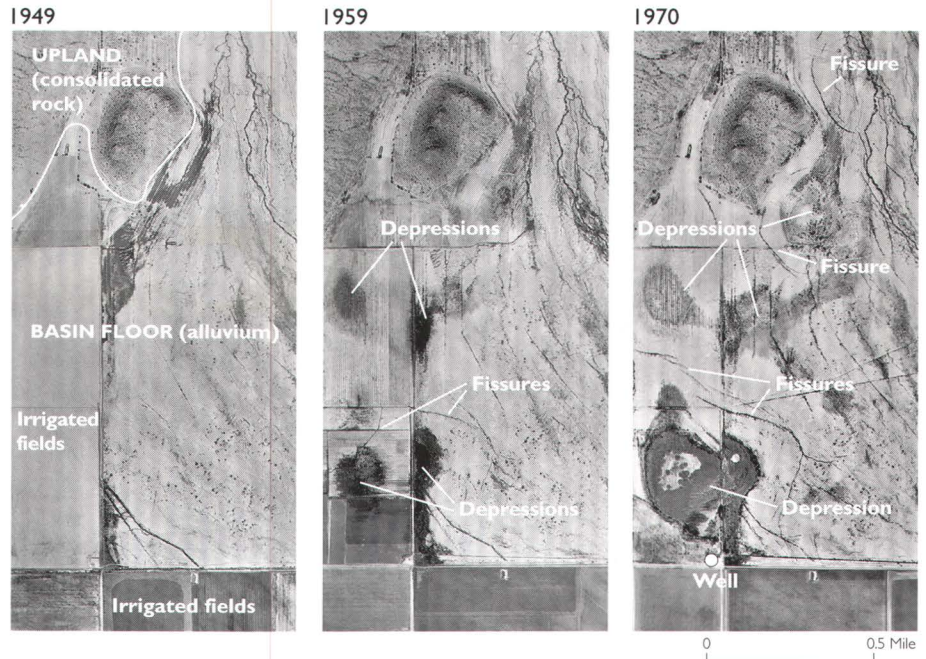 1949
UPLAND
(consolidated
rock)
BASIN FLOOR (alluvium)
Irrigated
fields
Irrigated fields
1959
Depressions
Fissures
Depressions
1970
Fissure
Depressions
Fissure
Fissures
Depression
Well
0 0.5 Mile